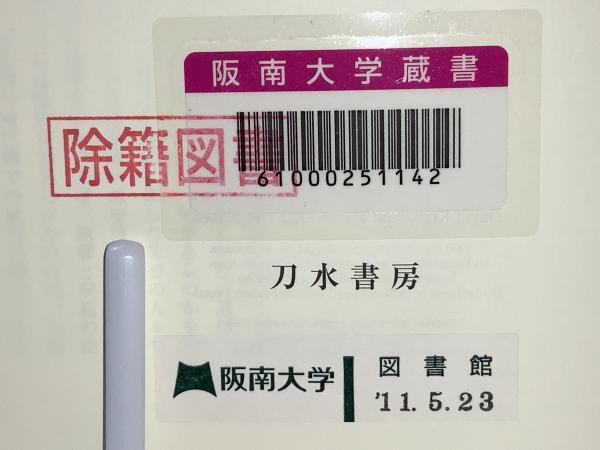 阪南大学蔵書
除籍図書
61000251142
刀水書房
阪南大学
図書館
'11.5.23